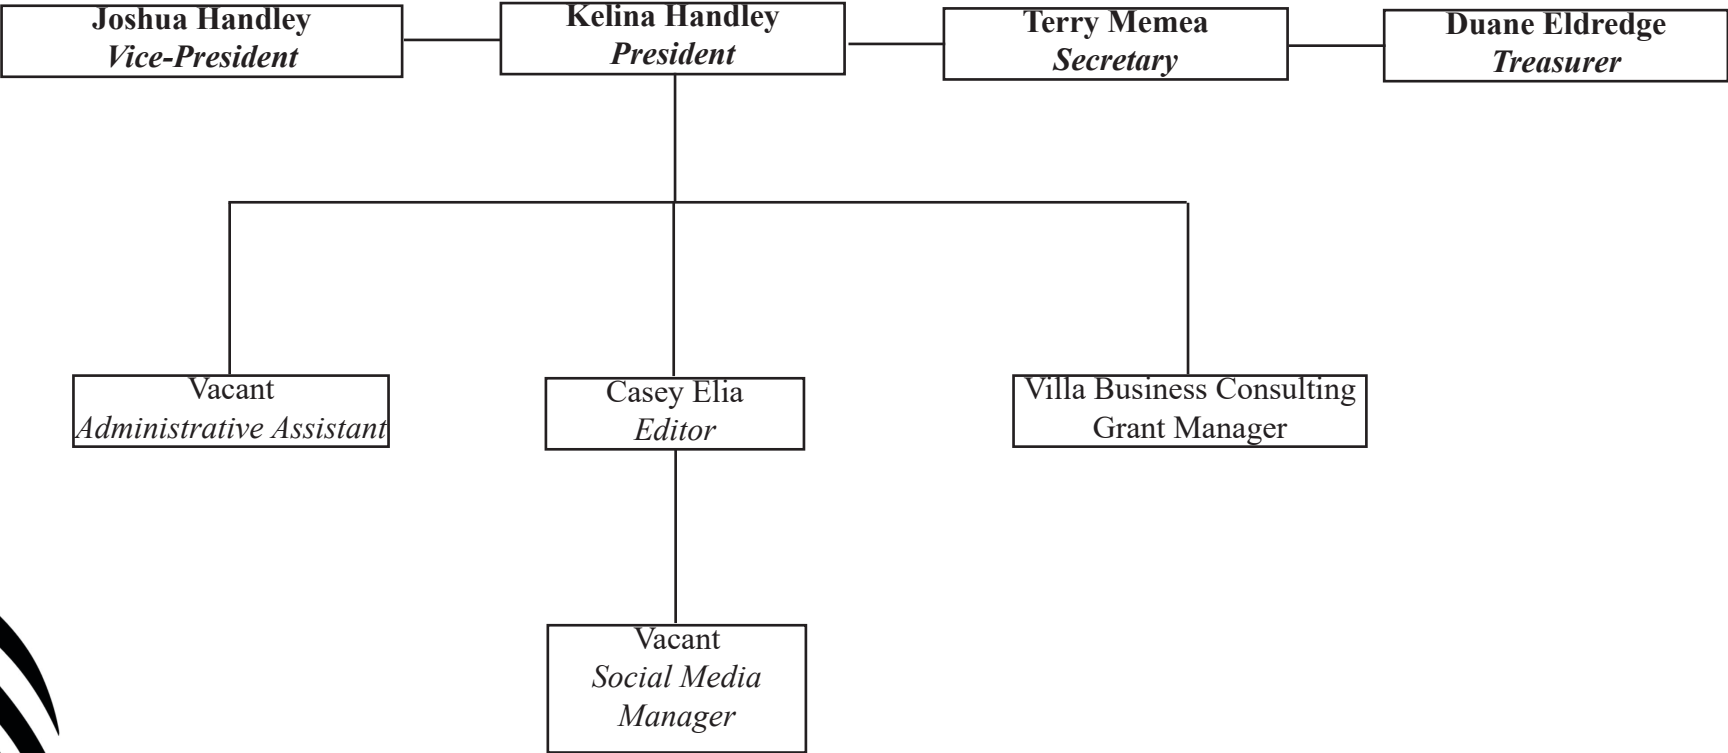 Joshua Handley
Vice-President
Kelina Handley
President
Terry Memea
Secretary
Duane Eldredge
Treasurer
Vacant
Administrative Assistant
Casey Elia
Editor
Villa Business Consulting
Grant Manager
Vacant
Social Media
Manager